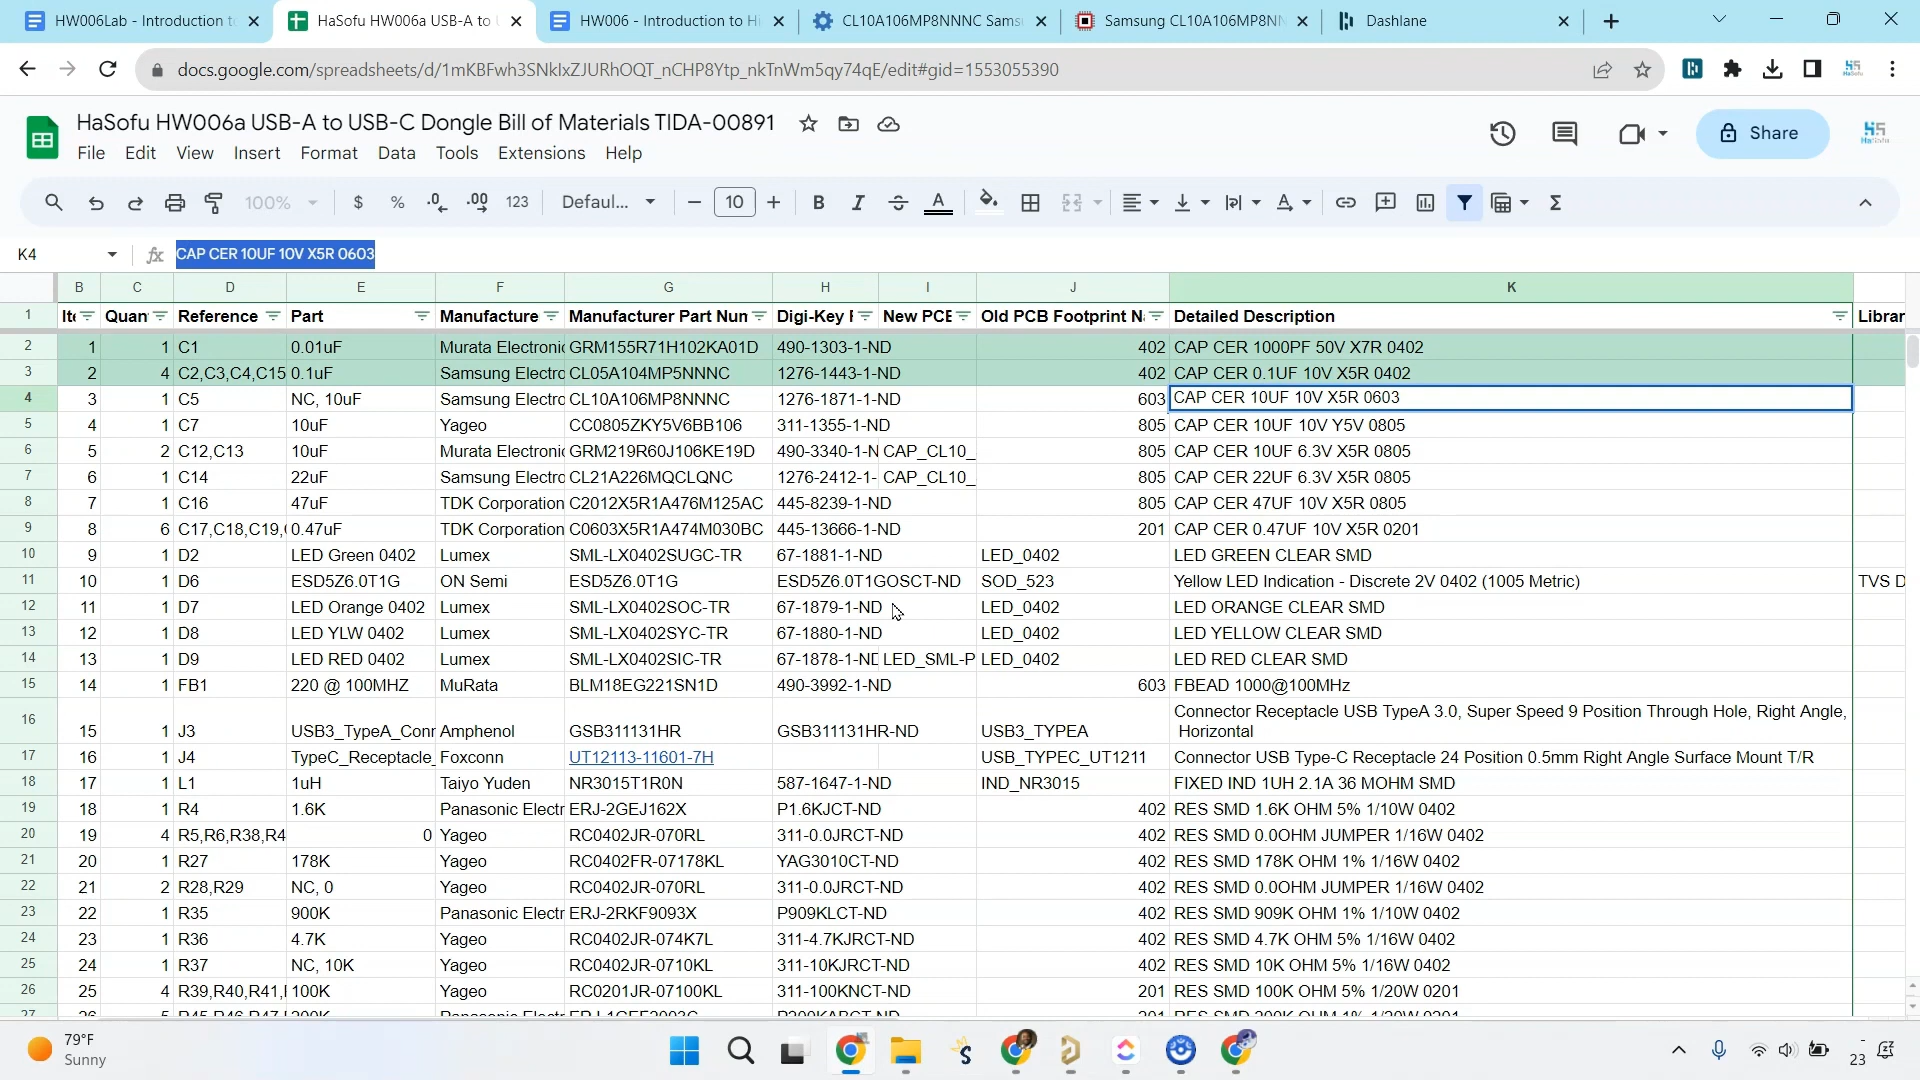 HW006Lab - Introduction t
HaSofu HW006a USB-A to U
HW006 - Introduction to H
CL10A106MP8NNNC Sams
Samsung CL10A106MP8NN
Dashlane
docs.google.com/spreadsheets/d/1mKBFwh3SNklxZJURhOQT_nCHP8Ytp_nkTnWm5qy74qE/edit#gid=1553055390
HaSofu HW006a USB-A to USB-C Dongle Bill of Materials TIDA-00891
File Edit View Insert Format Data Tools Extensions Help
Share
100% $ % .0 .00 123 Defaul... 10 B I A
K4 fx CAP CER 10UF 10V X5R 0603
B C D E F G H I J K
1 Ite Quan Reference Part Manufacture Manufacturer Part Nun Digi-Key New PCE Old PCB Footprint N Detailed Description Librar
2 1 1 C1 0.01uF Murata Electronic GRM155R71H102KA01D 490-1303-1-ND 402 CAP CER 1000PF 50V X7R 0402
3 2 4 C2,C3,C4,C15 0.1uF Samsung Electro CL05A104MP5NNNC 1276-1443-1-ND 402 CAP CER 0.1UF 10V X5R 0402
4 3 1 C5 NC, 10uF Samsung Electro CL10A106MP8NNNC 1276-1871-1-ND 603 CAP CER 10UF 10V X5R 0603
5 4 1 C7 10uF Yageo CC0805ZKY5V6BB106 311-1355-1-ND 805 CAP CER 10UF 10V Y5V 0805
6 5 2 C12,C13 10uF Murata Electronic GRM219R60J106KE19D 490-3340-1-N CAP_CL10_ 805 CAP CER 10UF 6.3V X5R 0805
7 6 1 C14 22uF Samsung Electro CL21A226MQCLQNC 1276-2412-1- CAP_CL10_ 805 CAP CER 22UF 6.3V X5R 0805
8 7 1 C16 47uF TDK Corporation C2012X5R1A476M125AC 445-8239-1-ND 805 CAP CER 47UF 10V X5R 0805
9 8 6 C17,C18,C19,( 0.47uF TDK Corporation C0603X5R1A474M030BC 445-13666-1-ND 201 CAP CER 0.47UF 10V X5R 0201
10 9 1 D2 LED Green 0402 Lumex SML-LX0402SUGC-TR 67-1881-1-ND LED_0402 LED GREEN CLEAR SMD
11 10 1 D6 ESD5Z6.0T1G ON Semi ESD5Z6.0T1G ESD5Z6.0T1GOSCT-ND SOD_523 Yellow LED Indication - Discrete 2V 0402 (1005 Metric) TVS D
12 11 1 D7 LED Orange 0402 Lumex SML-LX0402SOC-TR 67-1879-1-ND LED_0402 LED ORANGE CLEAR SMD
13 12 1 D8 LED YLW 0402 Lumex SML-LX0402SYC-TR 67-1880-1-ND LED_0402 LED YELLOW CLEAR SMD
14 13 1 D9 LED RED 0402 Lumex SML-LX0402SIC-TR 67-1878-1-NE LED_SML-P LED_0402 LED RED CLEAR SMD
15 14 1 FB1 220 @ 100MHZ MuRata BLM18EG221SN1D 490-3992-1-ND 603 FBEAD 1000@100MHz
16 15 1 J3 USB3_TypeA_Conr Amphenol GSB311131HR GSB311131HR-ND USB3_TYPEA Connector Receptacle USB TypeA 3.0, Super Speed 9 Position Through Hole, Right Angle,
Horizontal
17 16 1 J4 TypeC_Receptacle_ Foxconn UT12113-11601-7H USB_TYPEC_UT1211 Connector USB Type-C Receptacle 24 Position 0.5mm Right Angle Surface Mount T/R
18 17 1 L1 1uH Taiyo Yuden NR3015T1R0N 587-1647-1-ND IND_NR3015 FIXED IND 1UH 2.1A 36 MOHM SMD
19 18 1 R4 1.6K Panasonic Electr ERJ-2GEJ162X P1.6KJCT-ND 402 RES SMD 1.6K OHM 5% 1/10W 0402
20 19 4 R5,R6,R38,R4 0 Yageo RC0402JR-070RL 311-0.0JRCT-ND 402 RES SMD 0.0OHM JUMPER 1/16W 0402
21 20 1 R27 178K Yageo RC0402FR-07178KL YAG3010CT-ND 402 RES SMD 178K OHM 1% 1/16W 0402
22 21 2 R28,R29 NC, 0 Yageo RC0402JR-070RL 311-0.0JRCT-ND 402 RES SMD 0.0OHM JUMPER 1/16W 0402
23 22 1 R35 900K Panasonic Electr ERJ-2RKF9093X P909KLCT-ND 402 RES SMD 909K OHM 1% 1/10W 0402
24 23 1 R36 4.7K Yageo RC0402JR-074K7L 311-4.7KJRCT-ND 402 RES SMD 4.7K OHM 5% 1/16W 0402
25 24 1 R37 NC, 10K Yageo RC0402JR-0710KL 311-10KJRCT-ND 402 RES SMD 10K OHM 5% 1/16W 0402
26 25 4 R39,R40,R41, 100K Yageo RC0201JR-07100KL 311-100KNCT-ND 201 RES SMD 100K OHM 5% 1/20W 0201
79°F
Sunny
23